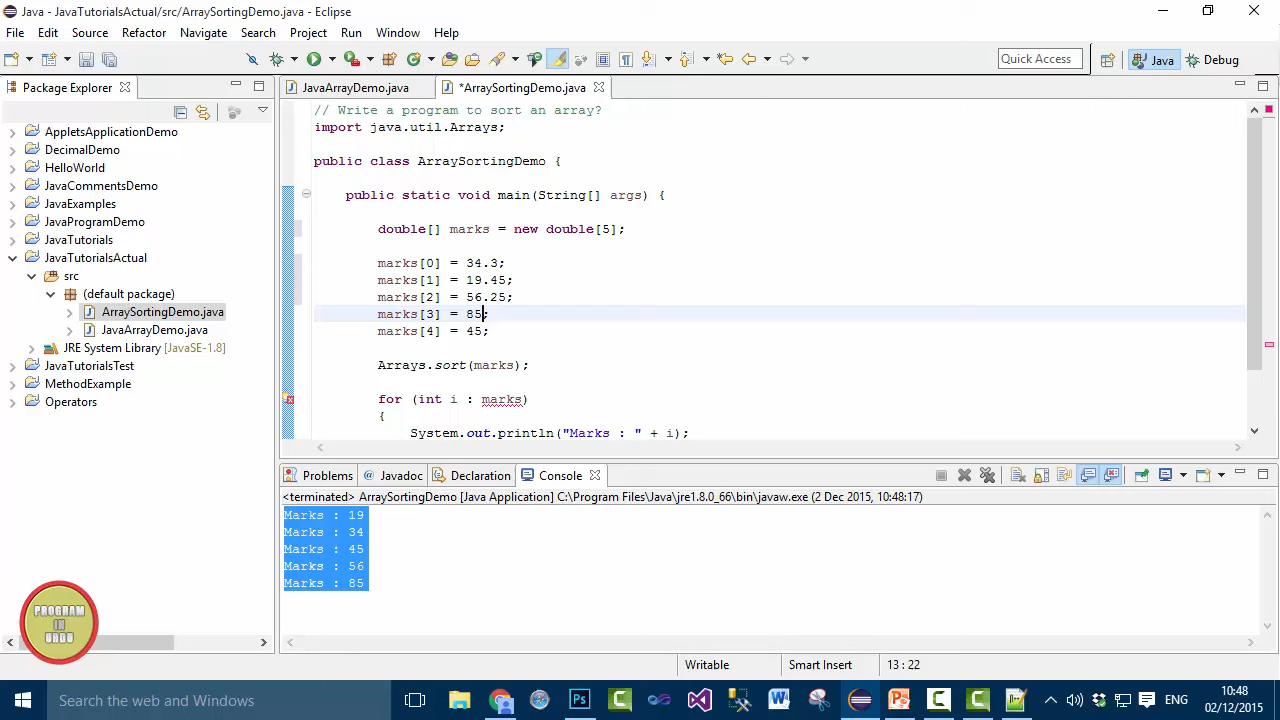 Java - JavaTutorialsActual/src/ArraySortingDemo.java - Eclipse
File Edit Source Refactor Navigate Search Project Run Window Help
Quick Access
Java
Debug
Package Explorer
AppletsApplicationDemo
DecimalDemo
HelloWorld
JavaCommentsDemo
JavaExamples
JavaProgramDemo
JavaTutorials
JavaTutorialsActual
src
(default package)
ArraySortingDemo.java
JavaArrayDemo.java
JRE System Library [JavaSE-1.8]
JavaTutorialsTest
MethodExample
Operators
JavaArrayDemo.java
*ArraySortingDemo.java
// Write a program to sort an array?
import java.util.Arrays;
public class ArraySortingDemo {
public static void main(String[] args) {
double[] marks = new double[5];
marks[0] = 34.3;
marks[1] = 19.45;
marks[2] = 56.25;
marks[3] = 85;
marks[4] = 45;
Arrays.sort(marks);
for (int i : marks)
{
System.out.println("Marks : " + i);
Problems
@ Javadoc
Declaration
Console
<terminated> ArraySortingDemo [Java Application] C:\Program Files\Java\jre1.8.0_66\bin\javaw.exe (2 Dec 2015, 10:48:17)
Marks : 19
Marks : 34
Marks : 45
Marks : 56
Marks : 85
PROGRAM
IN
URDU
Writable
Smart Insert
13 : 22
Search the web and Windows
ENG
10:48
02/12/2015